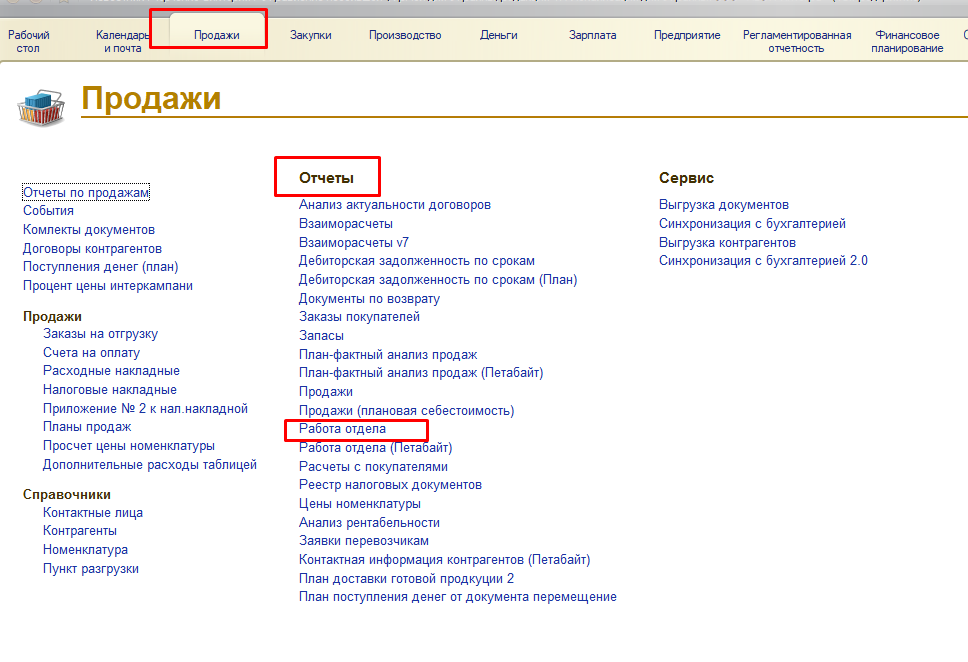 Рабочий стол
Календарь и почта
Продажи
Закупки
Производство
Деньги
Зарплата
Предприятие
Регламентированная отчетность
Финансовое планирование
Продажи
Отчеты по продажам
События
Комлекты документов
Договоры контрагентов
Поступления денег (план)
Процент цены интеркампани
Продажи
Заказы на отгрузку
Счета на оплату
Расходные накладные
Налоговые накладные
Приложение № 2 к нал.накладной
Планы продаж
Просчет цены номенклатуры
Дополнительные расходы таблицей
Справочники
Контактные лица
Контрагенты
Номенклатура
Пункт разгрузки
Отчеты
Анализ актуальности договоров
Взаиморасчеты
Взаиморасчеты v7
Дебиторская задолженность по срокам
Дебиторская задолженность по срокам (План)
Документы по возврату
Заказы покупателей
Запасы
План-фактный анализ продаж
План-фактный анализ продаж (Петабайт)
Продажи
Продажи (плановая себестоимость)
Работа отдела
Работа отдела (Петабайт)
Расчеты с покупателями
Реестр налоговых документов
Цены номенклатуры
Анализ рентабельности
Заявки перевозчикам
Контактная информация контрагентов (Петабайт)
План доставки готовой продкуции 2
План поступления денег от документа перемещение
Сервис
Выгрузка документов
Синхронизация с бухгалтерией
Выгрузка контрагентов
Синхронизация с бухгалтерией 2.0